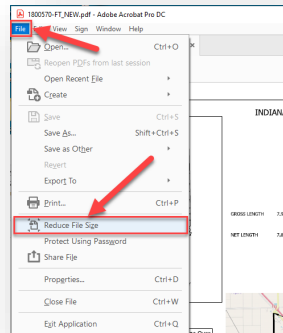 1800570-FT_NEW.pdf - Adobe Acrobat Pro DC
File View Sign Window Help
Open... Ctrl+O
Reopen PDFs from last session
Open Recent File
Create
Save Ctrl+S
Save As... Shift+Ctrl+S
Save as Other
Revert
Export To
Print... Ctrl+P
Reduce File Size
Protect Using Password
Share File
Properties... Ctrl+D
Close File Ctrl+W
Exit Application Ctrl+Q
INDIAN
GROSS LENGTH 7.
NET LENGTH 7.